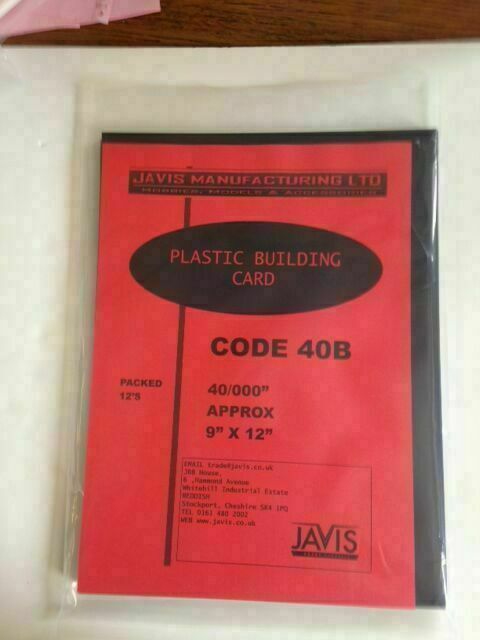 JAVIS MANUFACTURING LTD
HOBBIES, MODELS & ACCESSORIES
PLASTIC BUILDING
CARD
CODE 40B
PACKED
12'S
40/000"
APPROX
9" X 12"
EMAIL trade@javis.co.uk
JBB House,
6 ,Hammond Avenue
Whitehill Industrial Estate
REDDISH
Stockport, Cheshire SK4 1PQ
TEL 0161 480 2002
WEB www.javis.co.uk
JAVIS